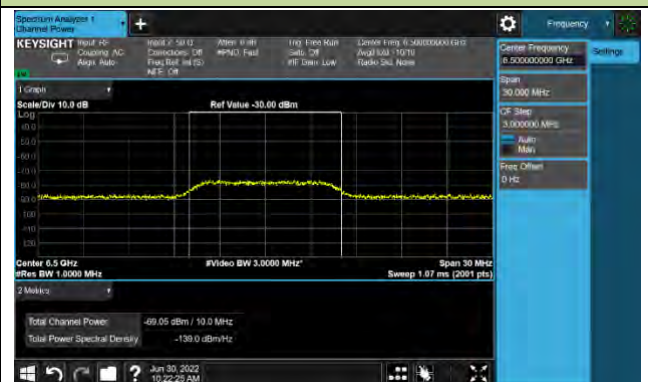 Spectrum Analyzer 1
Channel Power
Frequency
KEYSIGHT Input: RF
Coupling: AC
Align: Auto
Input Z: 50 Ω
Corrections: Off
Freq Ref: Int (S)
NFE: Off
Atten: 0 dB
#PNO: Fast
Trig: Free Run
Gate: Off
#IF Gain: Low
Center Freq: 6.500000000 GHz
Avg|Hold: 10/10
Radio Std: None
Center Frequency
6.500000000 GHz
Settings
Span
30.000 MHz
CF Step
3.000000 MHz
Auto
Man
Freq Offset
0 Hz
1 Graph
Scale/Div 10.0 dB
Ref Value -30.00 dBm
Log
Center 6.5 GHz
#Video BW 3.0000 MHz*
Span 30 MHz
#Res BW 1.0000 MHz
Sweep 1.07 ms (2001 pts)
2 Metrics
Total Channel Power -69.05 dBm / 10.0 MHz
Total Power Spectral Density -139.0 dBm/Hz
?
Jun 30, 2022
10:22:25 AM